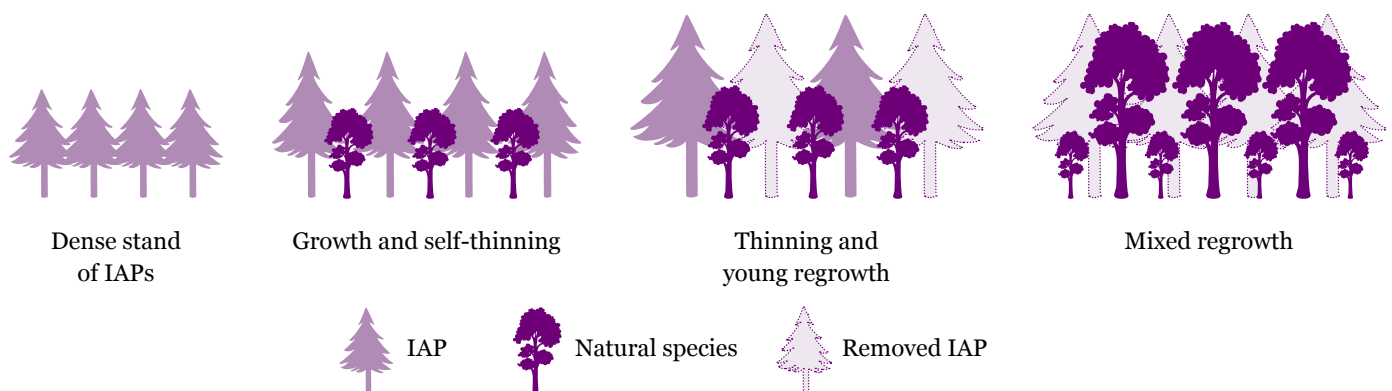 Dense stand
of IAPs
Growth and self-thinning
Thinning and
young regrowth
Mixed regrowth
IAP
Natural species
Removed IAP